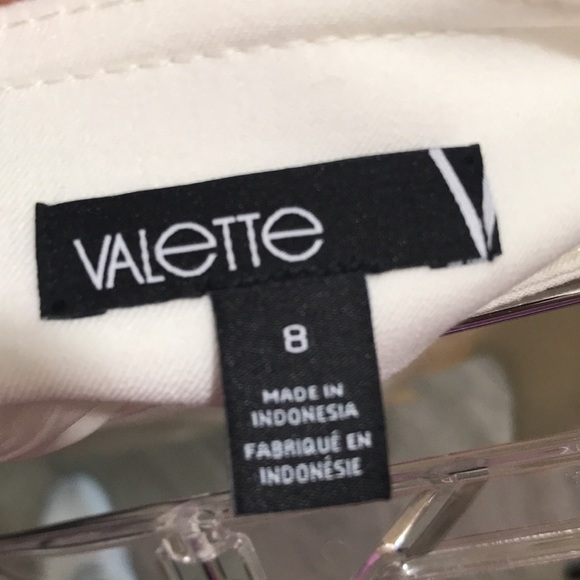 VALETTE
V
8
MADE IN
INDONESIA
FABRIQUÉ EN
INDONÉSIE